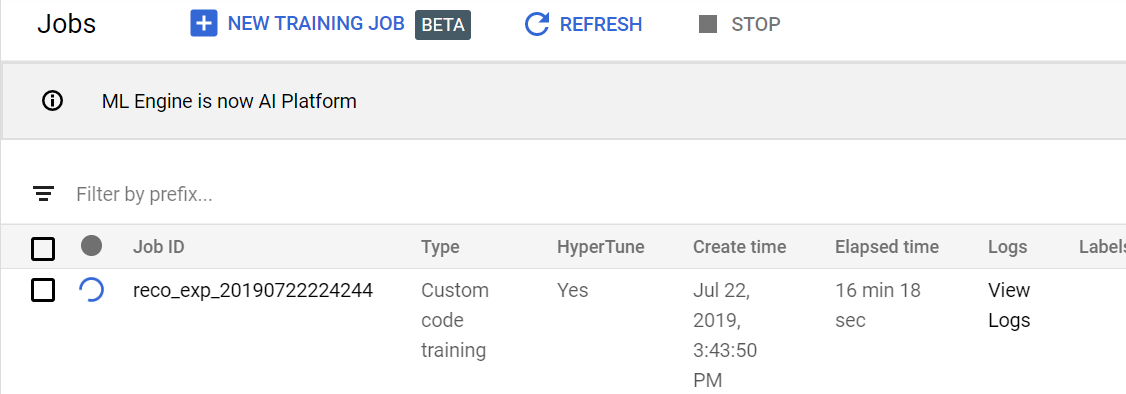 Jobs NEW TRAINING JOB BETA REFRESH STOP
ML Engine is now AI Platform
Filter by prefix...
Job ID Type HyperTune Create time Elapsed time Logs Labels
reco_exp_20190722224244 Custom Yes Jul 22, 16 min 18 View
code 2019, sec Logs
training 3:43:50
PM